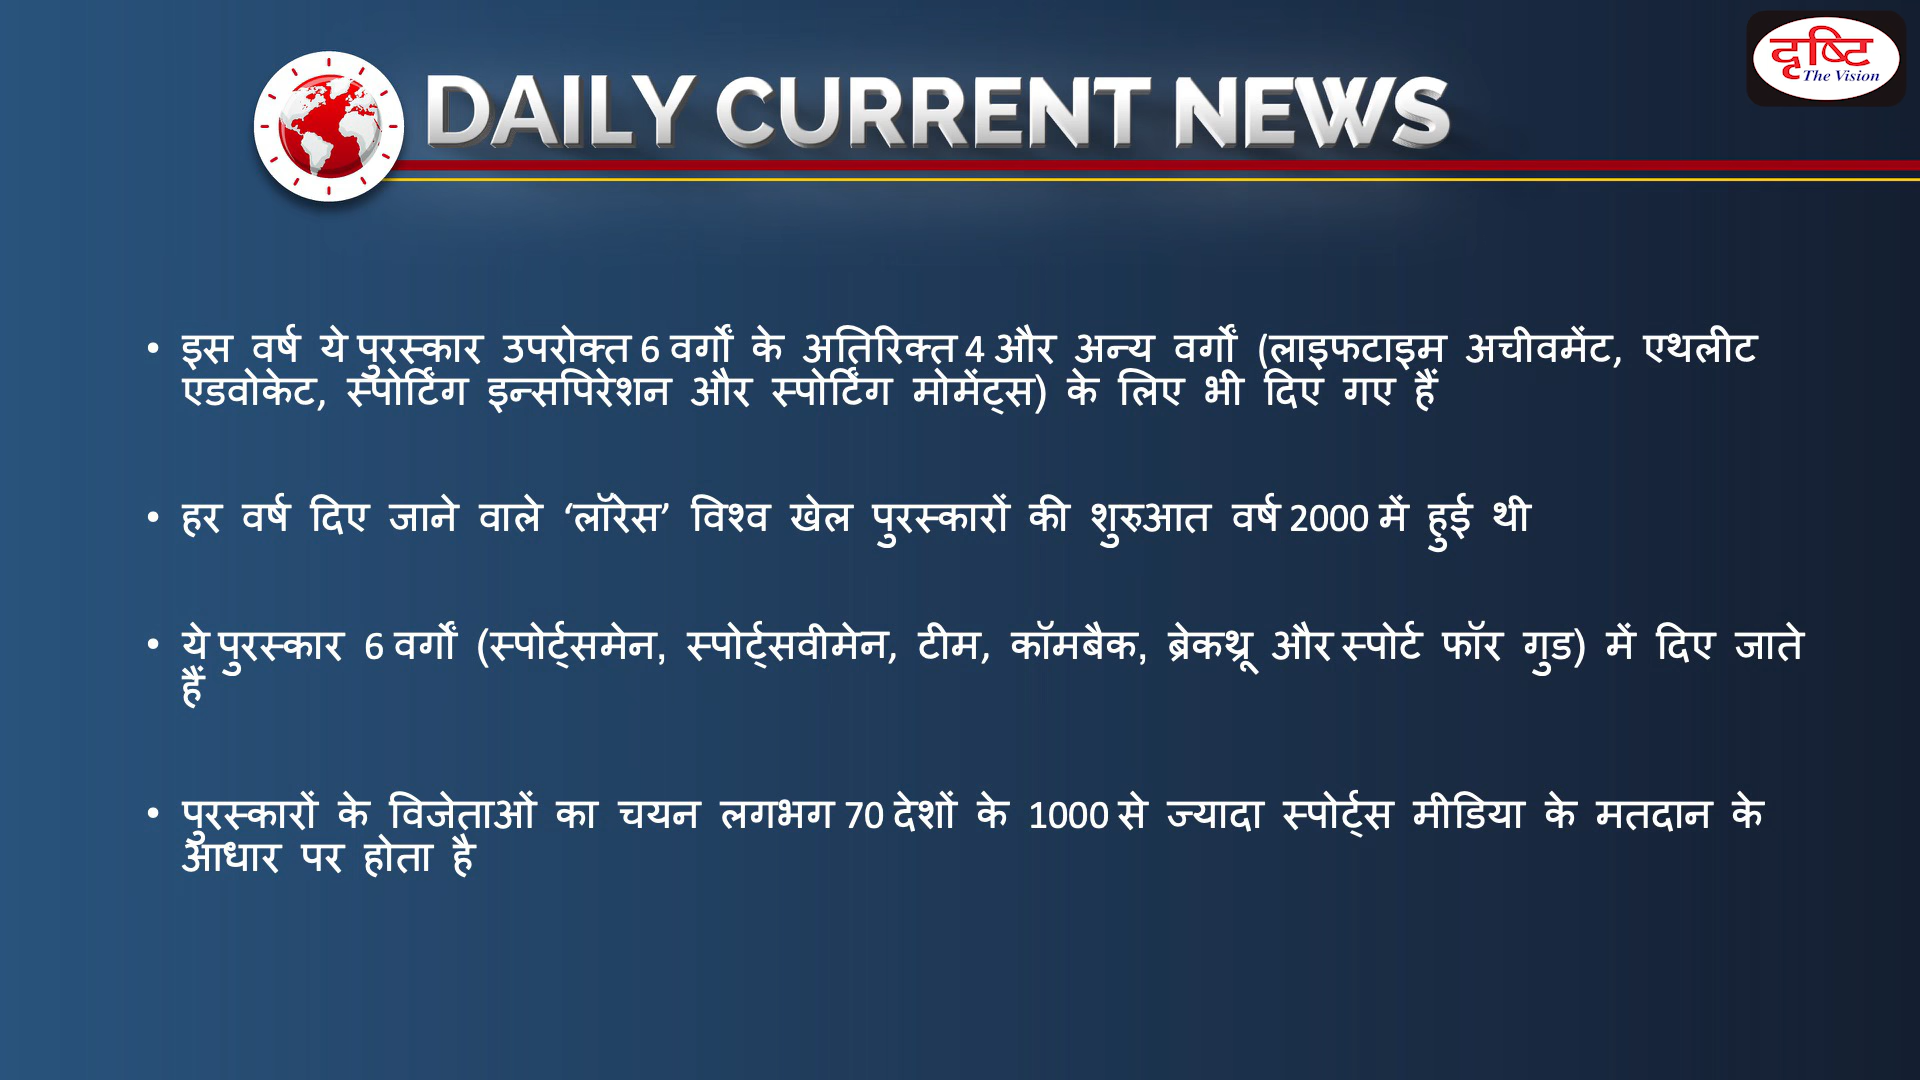 दृष्टि
The Vision
DAILY CURRENT NEWS
• इस वर्ष ये पुरस्कार उपरोक्त 6 वर्गों के अतिरिक्त 4 और अन्य वर्गों (लाइफटाइम अचीवमेंट, एथलीट
एडवोकेट, स्पोर्टिंग इन्सपिरेशन और स्पोर्टिंग मोमेंट्स) के लिए भी दिए गए हैं
• हर वर्ष दिए जाने वाले ‘लॉरेस’ विश्व खेल पुरस्कारों की शुरुआत वर्ष 2000 में हुई थी
• ये पुरस्कार 6 वर्गों (स्पोर्ट्समेन, स्पोर्ट्सवीमेन, टीम, कॉमबैक, ब्रेकथ्रू और स्पोर्ट फॉर गुड) में दिए जाते
हैं
• पुरस्कारों के विजेताओं का चयन लगभग 70 देशों के 1000 से ज्यादा स्पोर्ट्स मीडिया के मतदान के
आधार पर होता है